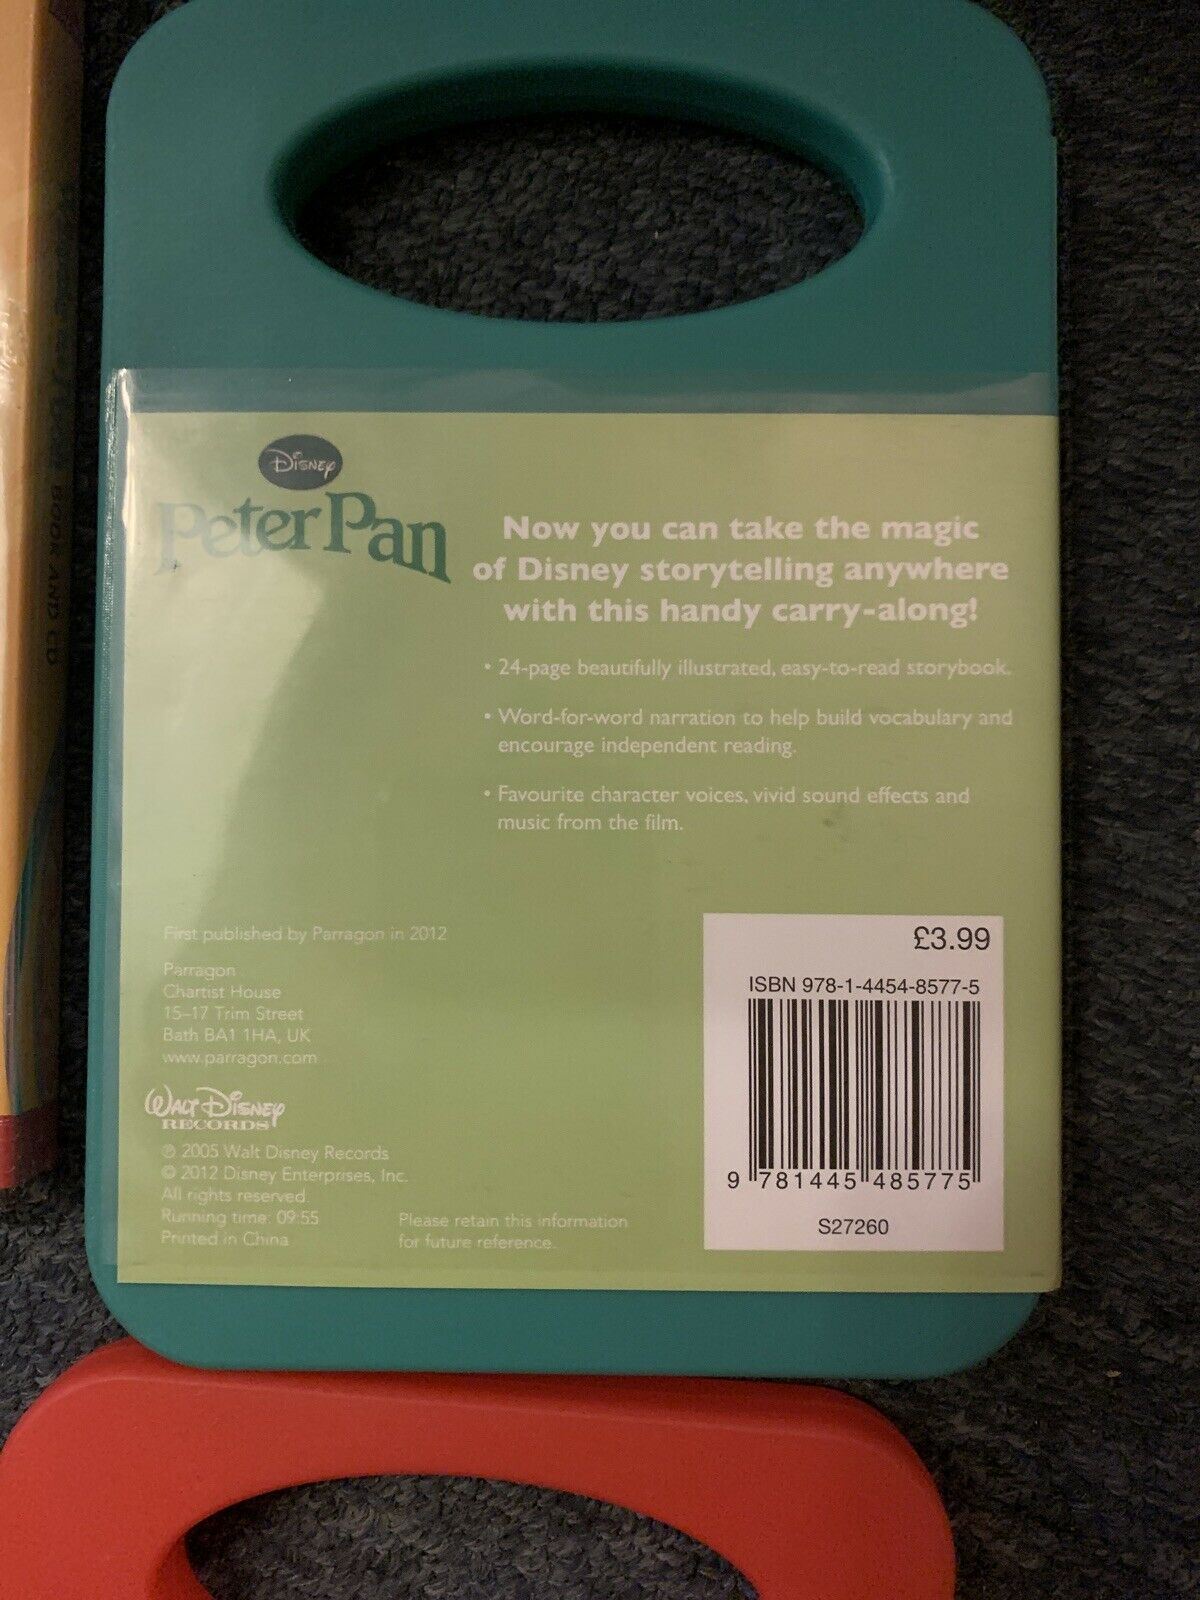 BOOK AND CD
Disney
Peter Pan
Now you can take the magic
of Disney storytelling anywhere
with this handy carry-along!
• 24-page beautifully illustrated, easy-to-read storybook.
• Word-for-word narration to help build vocabulary and
encourage independent reading.
• Favourite character voices, vivid sound effects and
music from the film.
First published by Parragon in 2012
Parragon
Chartist House
15–17 Trim Street
Bath BA1 1HA, UK
www.parragon.com
WALT DISNEY
RECORDS
℗ 2005 Walt Disney Records
© 2012 Disney Enterprises, Inc.
All rights reserved.
Running time: 09:55
Printed in China
Please retain this information
for future reference.
£3.99
ISBN 978-1-4454-8577-5
9 781445 485775
S27260